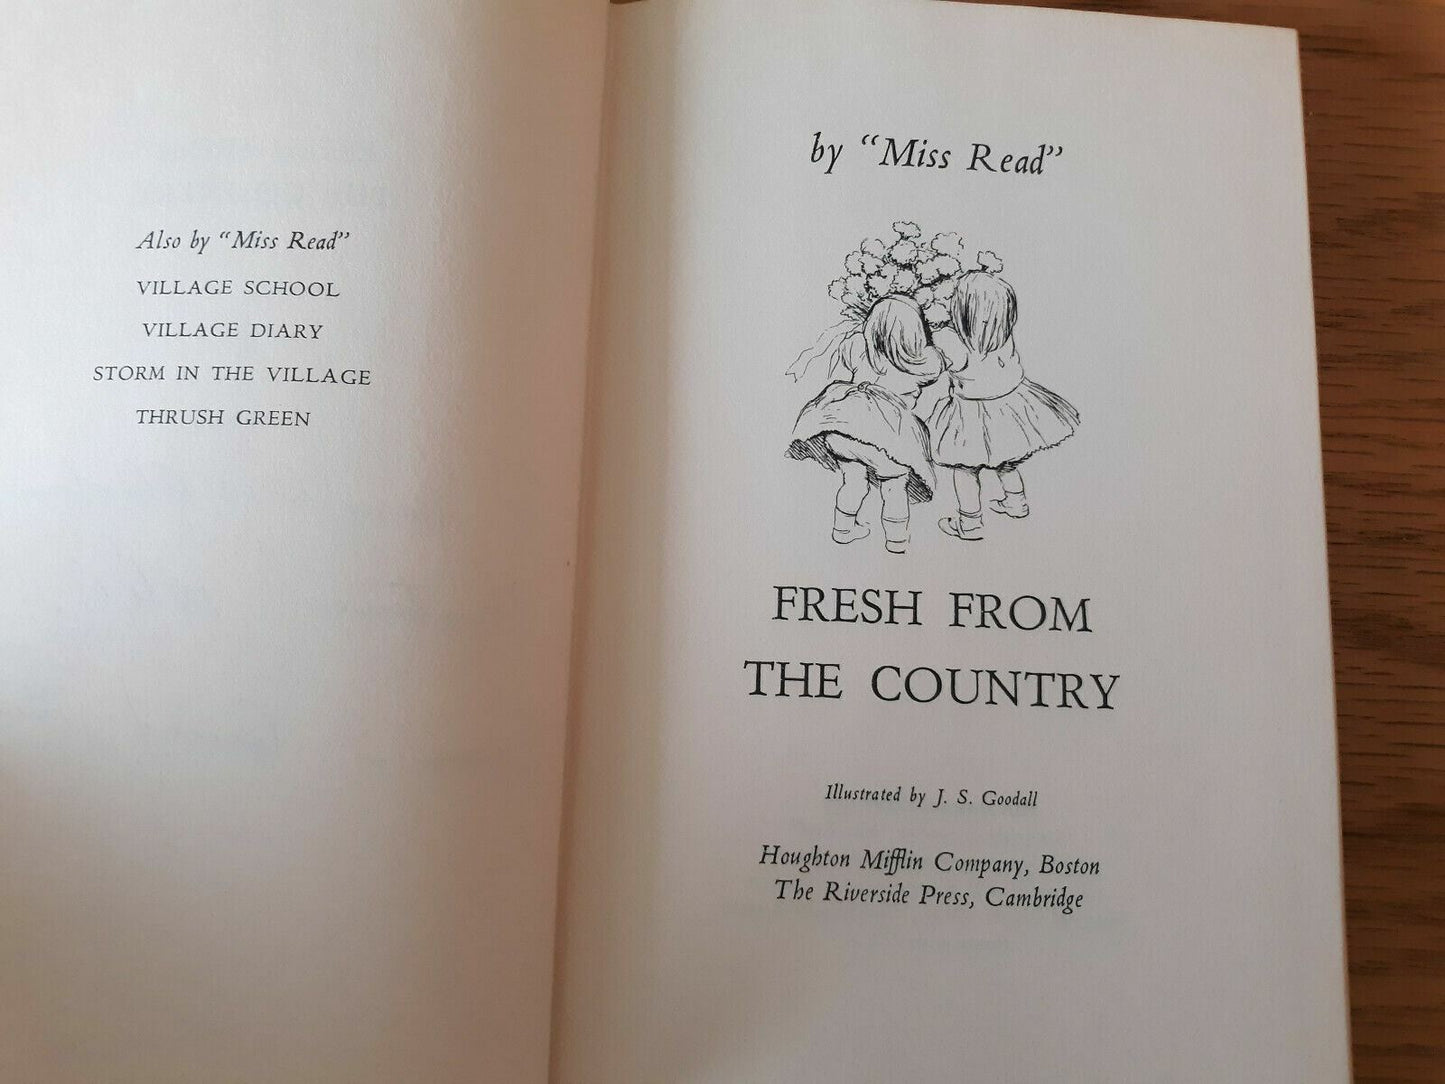 Also by "Miss Read"
VILLAGE SCHOOL
VILLAGE DIARY
STORM IN THE VILLAGE
THRUSH GREEN
by "Miss Read"
FRESH FROM
THE COUNTRY
Illustrated by J. S. Goodall
Houghton Mifflin Company, Boston
The Riverside Press, Cambridge